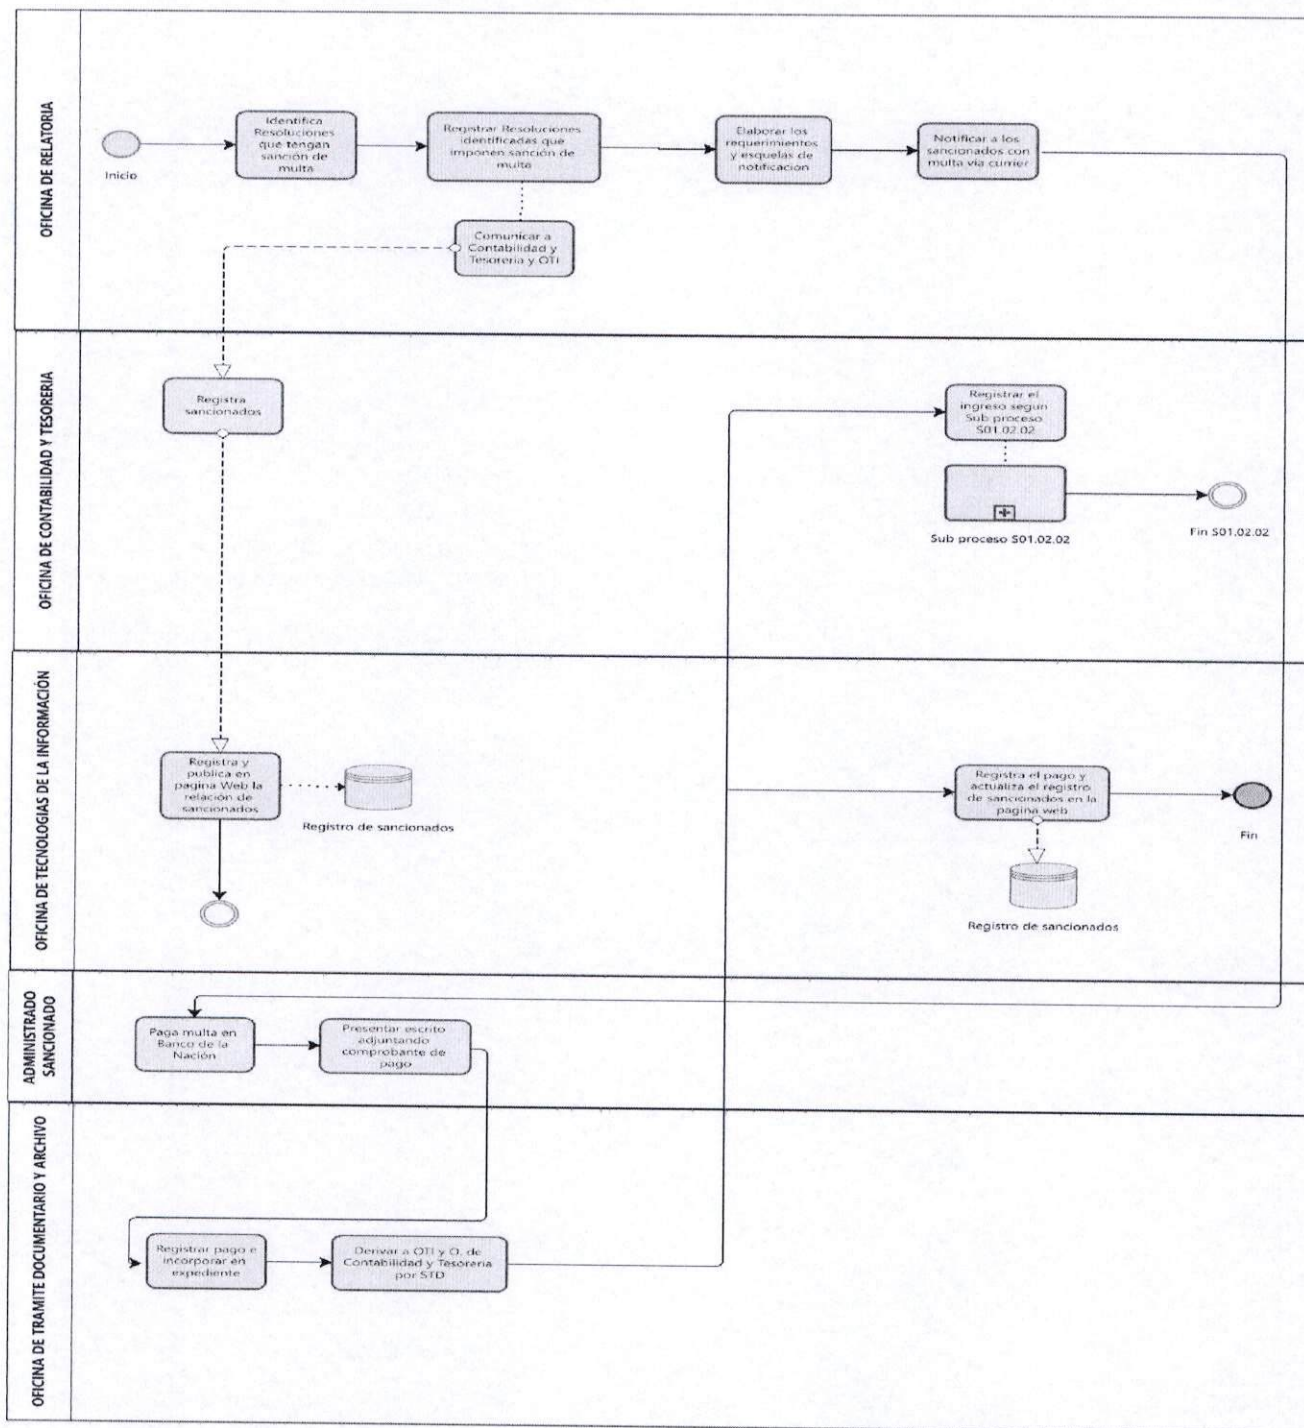 OFICINA DE RELATORIA
Inicio
Identifica
Resoluciones
que tengan
sanción de
multa
Registrar Resoluciones
identificadas que
imponen sanción de
multa
Elaborar los
requerimientos
y esquelas de
notificación
Notificar a los
sancionados con
multa vía currier
Comunicar a
Contabilidad y
Tesoreria y OTI
OFICINA DE CONTABILIDAD Y TESORERIA
Registra
sancionados
Registrar el
ingreso según
Sub proceso
S01.02.02
Sub proceso S01.02.02
Fin S01.02.02
OFICINA DE TECNOLOGIAS DE LA INFORMACIÓN
Registra y
publica en
pagina Web la
relación de
sancionados
Registro de sancionados
Registra el pago y
actualiza el registro
de sancionados en la
pagina web
Fin
Registro de sancionados
ADMINISTRADO
SANCIONADO
Paga multa en
Banco de la
Nación
Presentar escrito
adjuntando
comprobante de
pago
OFICINA DE TRAMITE DOCUMENTARIO Y ARCHIVO
Registrar pago e
incorporar en
expediente
Derivar a OTI y O. de
Contabilidad y Tesoreria
por STD